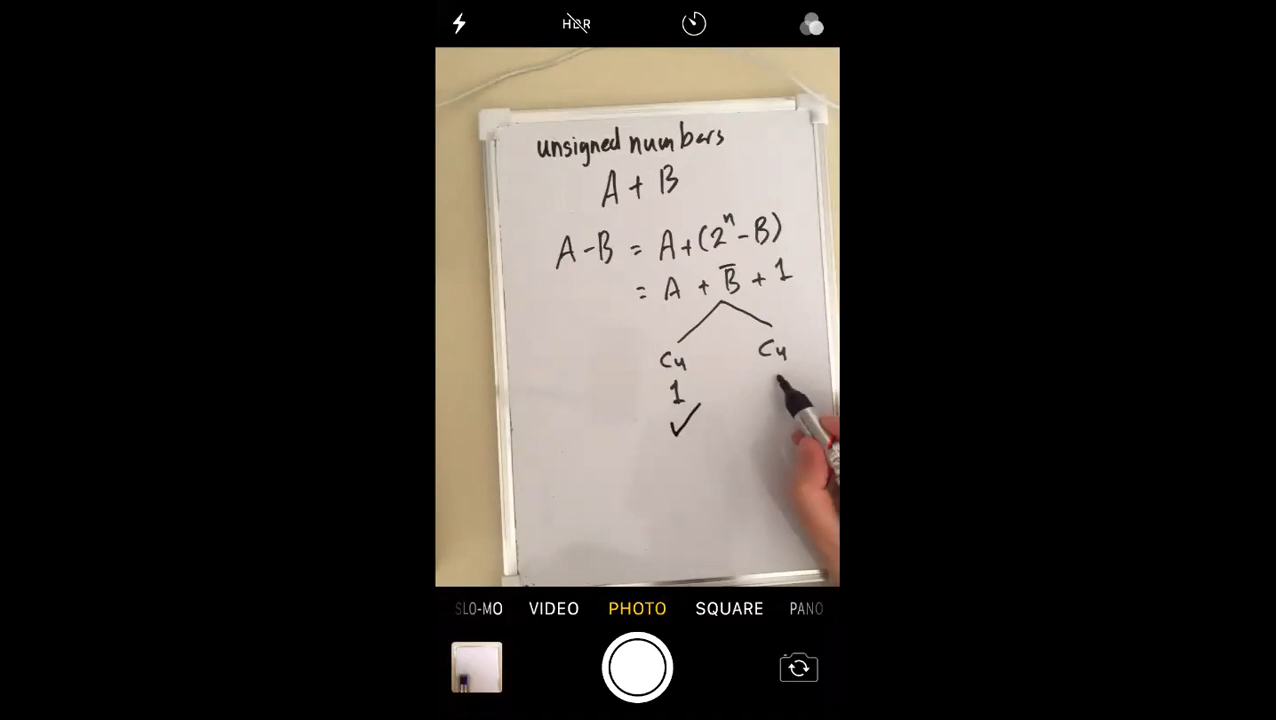 HDR
unsigned numbers
A + B
A - B = A + (2ⁿ - B)
= A + B̅ + 1
C4 C4
1
✓
SLO-MO VIDEO PHOTO SQUARE PANO